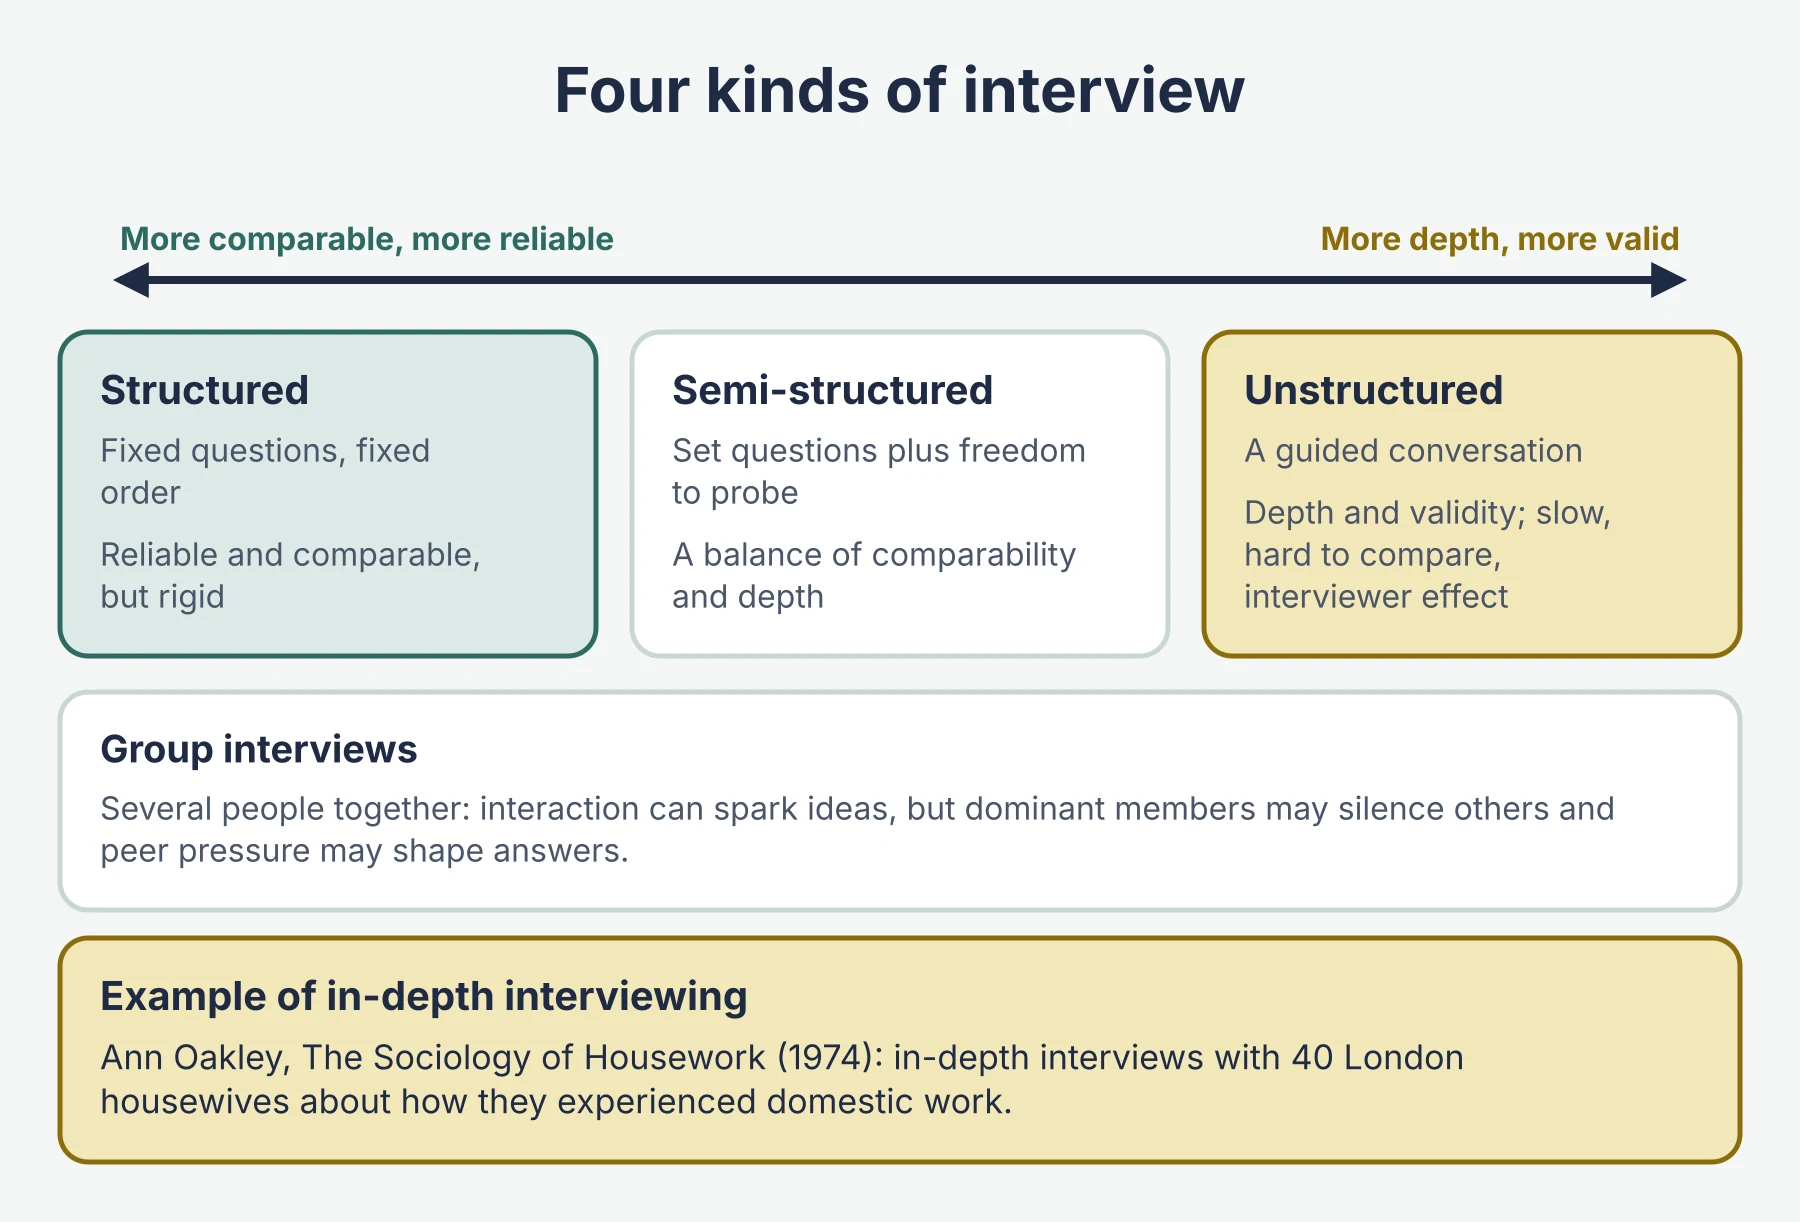 Four kinds of interview
More comparable, more reliable
More depth, more valid
Structured
Fixed questions, fixed
order
Reliable and comparable,
but rigid
Semi-structured
Set questions plus freedom
to probe
A balance of comparability
and depth
Unstructured
A guided conversation
Depth and validity; slow,
hard to compare,
interviewer effect
Group interviews
Several people together: interaction can spark ideas, but dominant members may silence others and
peer pressure may shape answers.
Example of in-depth interviewing
Ann Oakley, The Sociology of Housework (1974): in-depth interviews with 40 London
housewives about how they experienced domestic work.